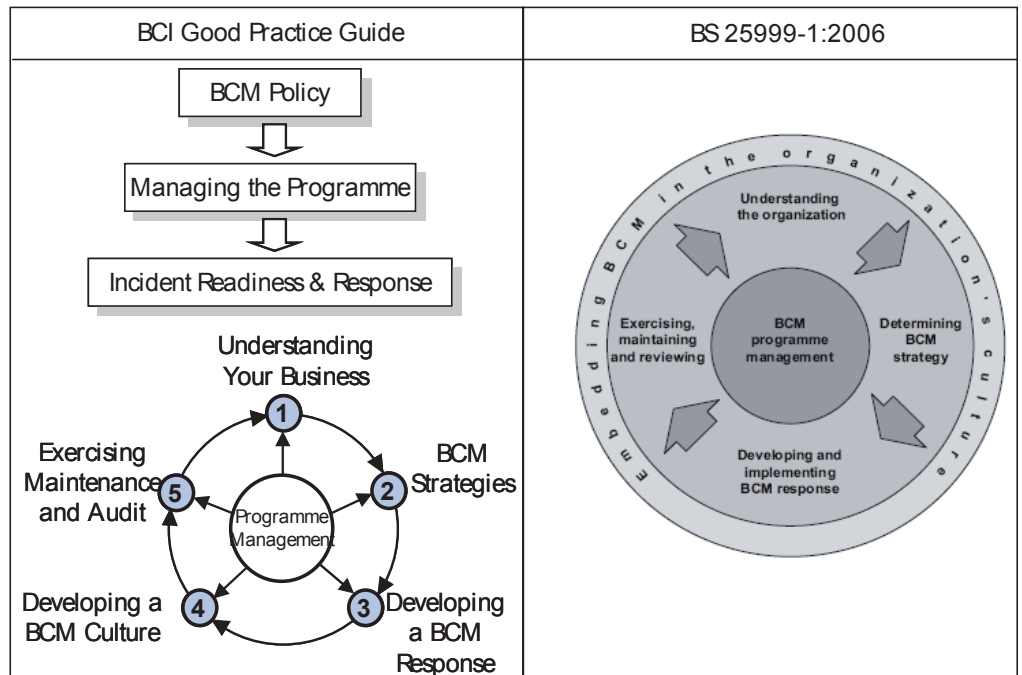 BCI Good Practice Guide
BCM Policy
Managing the Programme
Incident Readiness & Response
Understanding
Your Business
1
BCM
Strategies
2
Developing
a BCM
Response
3
Developing a
BCM Culture
4
Exercising
Maintenance
and Audit
5
Programme
Management
BS 25999-1:2006
Embedding BCM in the organization's culture
Understanding
the organization
Determining
BCM
strategy
Developing and
implementing
BCM response
Exercising,
maintaining
and reviewing
BCM
programme
management